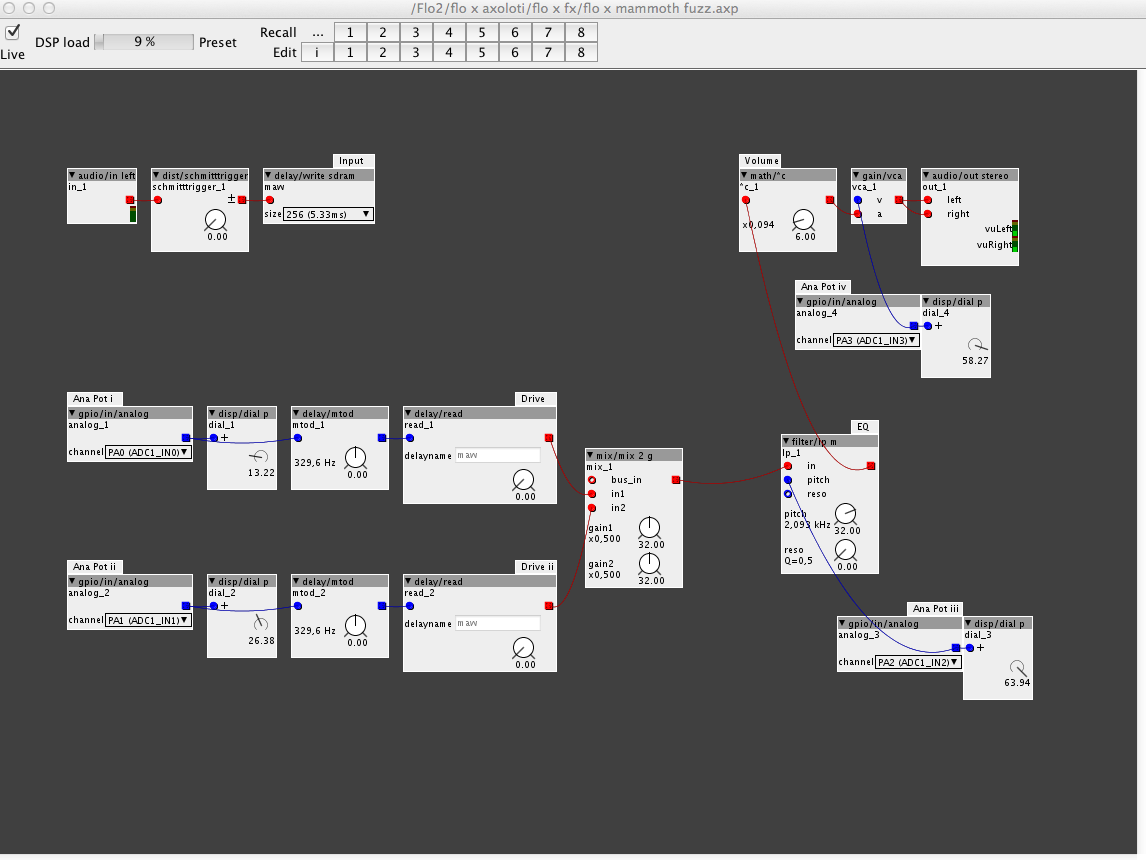 /Flo2/flo x axoloti/flo x fx/flo x mammoth fuzz.axp
Live
DSP load
9 %
Preset
Recall ... 1 2 3 4 5 6 7 8
Edit i 1 2 3 4 5 6 7 8
Input
audio/in left
in_1
dist/schmitttrigger
schmitttrigger_1
±
0.00
delay/write sdram
maw
size 256 (5.33ms)
Volume
math/*c
*c_1
x0,094
6.00
gain/vca
vca_1
v
a
audio/out stereo
out_1
left
right
vuLeft
vuRight
Ana Pot iv
gpio/in/analog
analog_4
channel PA3 (ADC1_IN3)
disp/dial p
dial_4
+
58.27
Ana Pot i
gpio/in/analog
analog_1
channel PA0 (ADC1_IN0)
disp/dial p
dial_1
+
13.22
delay/mtod
mtod_1
329,6 Hz
0.00
Drive
delay/read
read_1
delayname maw
0.00
mix/mix 2 g
mix_1
bus_in
in1
in2
gain1
x0,500
32.00
gain2
x0,500
32.00
EQ
filter/lp m
lp_1
in
pitch
reso
pitch
2,093 kHz
32.00
reso
Q=0,5
0.00
Ana Pot ii
gpio/in/analog
analog_2
channel PA1 (ADC1_IN1)
disp/dial p
dial_2
+
26.38
delay/mtod
mtod_2
329,6 Hz
0.00
Drive ii
delay/read
read_2
delayname maw
0.00
Ana Pot iii
gpio/in/analog
analog_3
channel PA2 (ADC1_IN2)
disp/dial p
dial_3
+
63.94